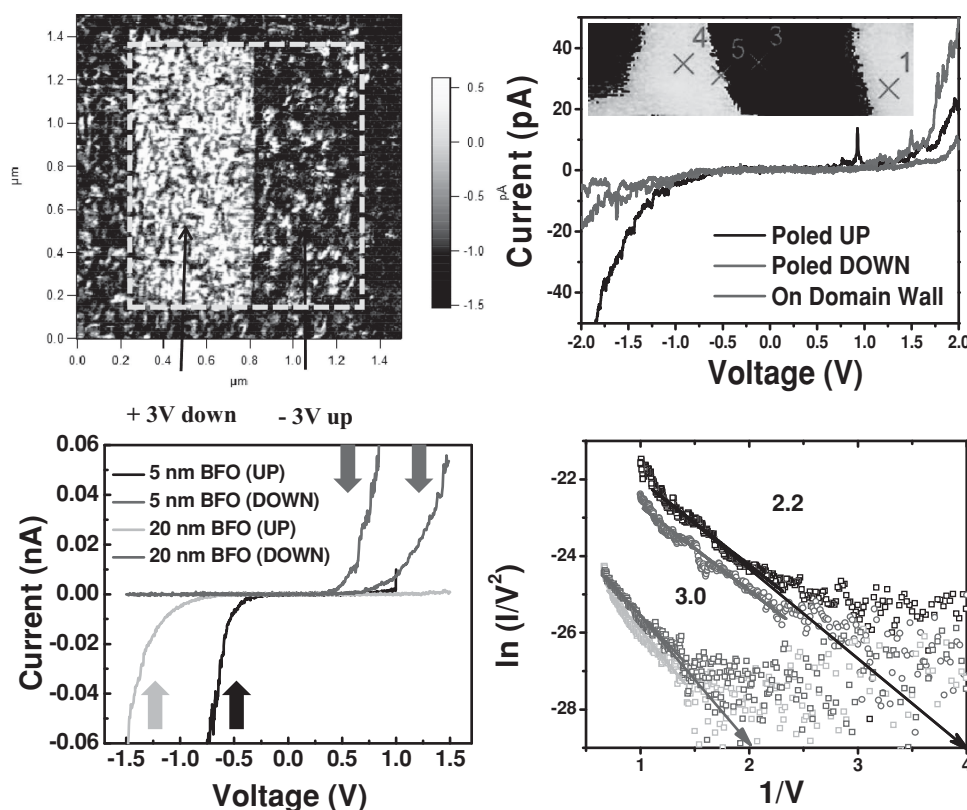 1.4
1.2
1.0
0.8
0.6
0.4
0.2
0.0
µm
0.0 0.2 0.4 0.6 0.8 1.0 1.2 1.4
µm
0.5
0.0
-0.5
-1.0
-1.5
pA
+ 3V down - 3V up
Current (pA)
40
20
0
-20
-40
4 5 3 1
Poled UP
Poled DOWN
On Domain Wall
-2.0 -1.5 -1.0 -0.5 0.0 0.5 1.0 1.5 2.0
Voltage (V)
Current (nA)
0.06
0.04
0.02
0.00
-0.02
-0.04
-0.06
5 nm BFO (UP)
5 nm BFO (DOWN)
20 nm BFO (UP)
20 nm BFO (DOWN)
-1.5 -1.0 -0.5 0.0 0.5 1.0 1.5
Voltage (V)
ln (I/V²)
-22
-24
-26
-28
2.2
3.0
1 2 3 4
1/V